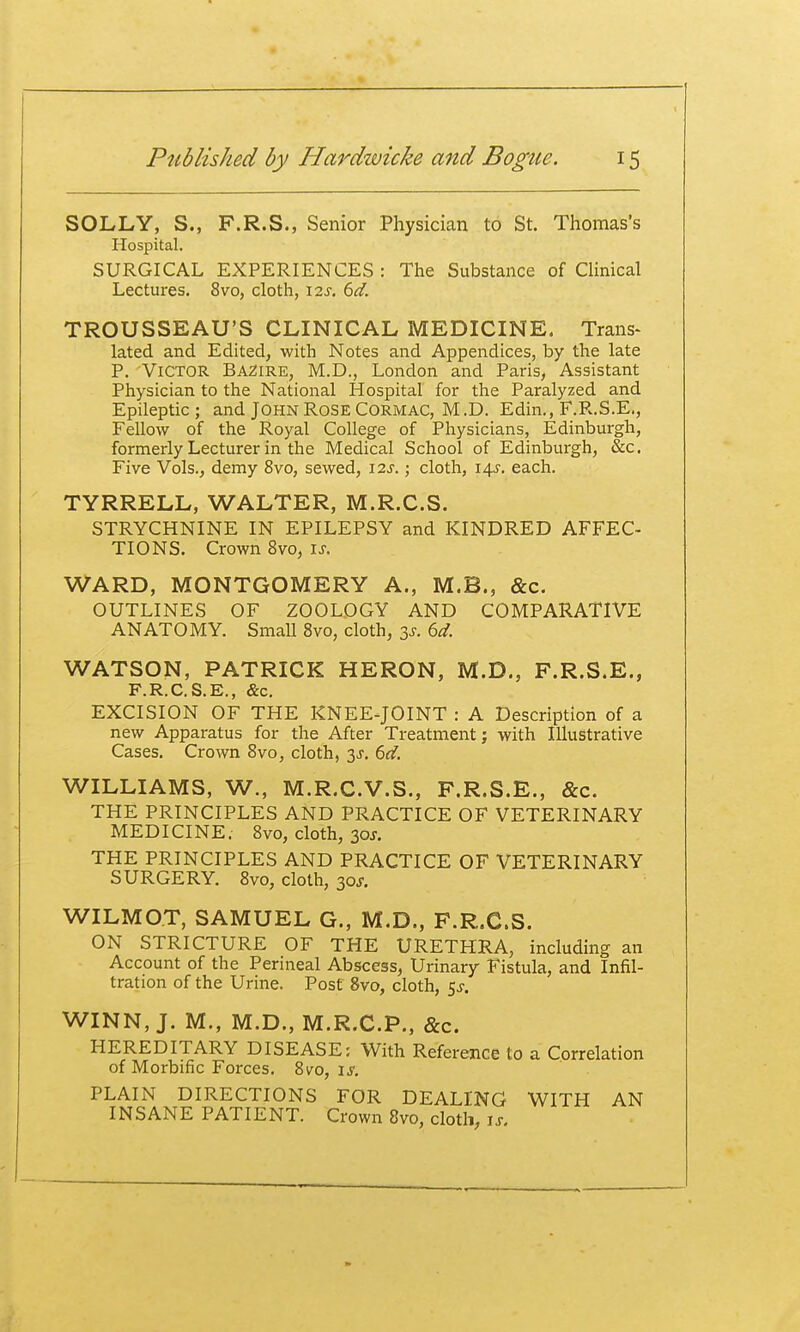 Published by Hardwicke and Bogue. 15
SOLLY, S., F.R.S., Senior Physician to St. Thomas's
Hospital.
SURGICAL EXPERIENCES : The Substance of Clinical
Lectures. 8vo, cloth, 12s. 6d.
TROUSSEAU'S CLINICAL MEDICINE. Trans-
lated and Edited, with Notes and Appendices, by the late
P. VICTOR BAZIRE, M.D., London and Paris, Assistant
Physician to the National Hospital for the Paralyzed and
Epileptic ; and JOHN ROSE CORMAC, M.D. Edin., F.R.S.E.,
Fellow of the Royal College of Physicians, Edinburgh,
formerly Lecturer in the Medical School of Edinburgh, &c.
Five Vols., demy 8vo, sewed, 12s. ; cloth, 14s. each.
TYRRELL, WALTER, M.R.C.S.
STRYCHNINE IN EPILEPSY and KINDRED AFFEC-
TIONS. Crown 8vo, 1s.
WARD, MONTGOMERY A., M.B., &c.
OUTLINES OF ZOOLOGY AND COMPARATIVE
ANATOMY. Small 8vo, cloth, 3s. 6d.
WATSON, PATRICK HERON, M.D., F.R.S.E.,
F.R.C.S.E., &c.
EXCISION OF THE KNEE-JOINT : A Description of a
new Apparatus for the After Treatment ; with Illustrative
Cases. Crown 8vo, cloth, 3s. 6d.
WILLIAMS, W., M.R.C.V.S., F.R.S.E., &c.
THE PRINCIPLES AND PRACTICE OF VETERINARY
MEDICINE. 8vo, cloth, 30s.
THE PRINCIPLES AND PRACTICE OF VETERINARY
SURGERY. 8vo, cloth, 30s.
WILMOT, SAMUEL G., M.D., F.R.C.S.
ON STRICTURE OF THE URETHRA, including an
Account of the Perineal Abscess, Urinary Fistula, and Infil-
tration of the Urine. Post 8vo, cloth, 5s.
WINN, J. M., M.D., M.R.C.P., &c.
HEREDITARY DISEASE: With Reference to a Correlation
of Morbific Forces. 8vo, 1s.
PLAIN DIRECTIONS FOR DEALING WITH AN
INSANE PATIENT. Crown 8vo, cloth, 1s.